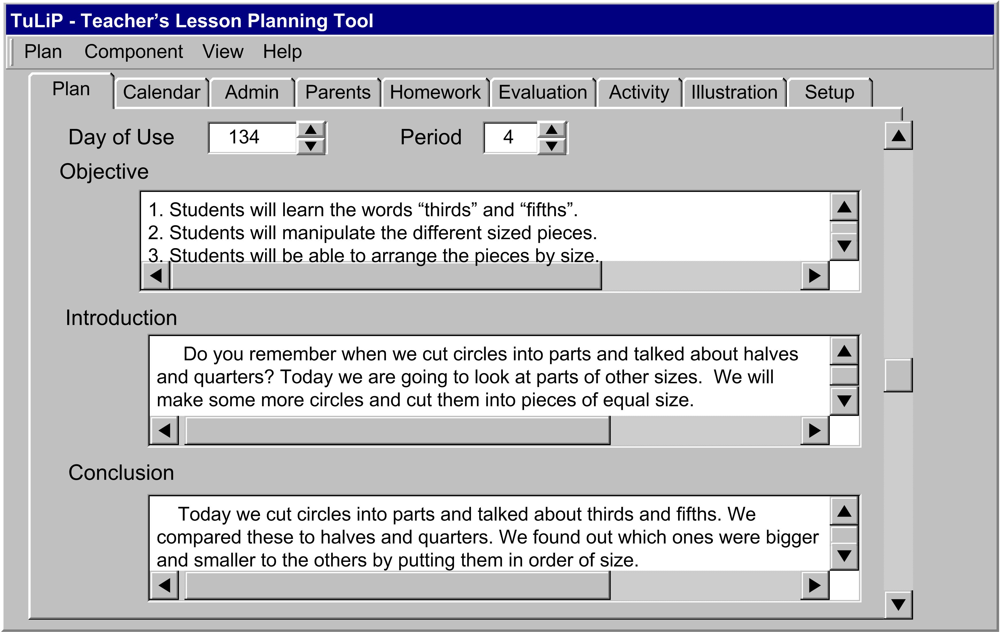 TuLiP - Teacher’s Lesson Planning Tool
Plan Component View Help
Plan Calendar Admin Parents Homework Evaluation Activity Illustration Setup
Day of Use 134 Period 4
Objective
1. Students will learn the words “thirds” and “fifths”.
2. Students will manipulate the different sized pieces.
3. Students will be able to arrange the pieces by size.
Introduction
Do you remember when we cut circles into parts and talked about halves
and quarters? Today we are going to look at parts of other sizes.  We will
make some more circles and cut them into pieces of equal size.
Conclusion
Today we cut circles into parts and talked about thirds and fifths. We
compared these to halves and quarters. We found out which ones were bigger
and smaller to the others by putting them in order of size.